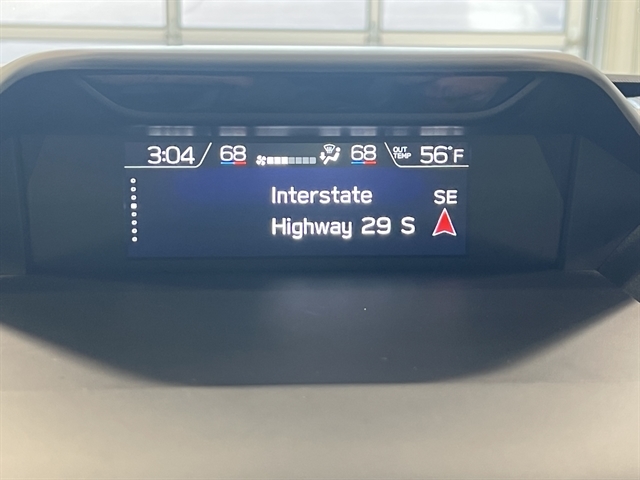 3:04 68 68 OUT TEMP 56°F
Interstate SE
Highway 29 S